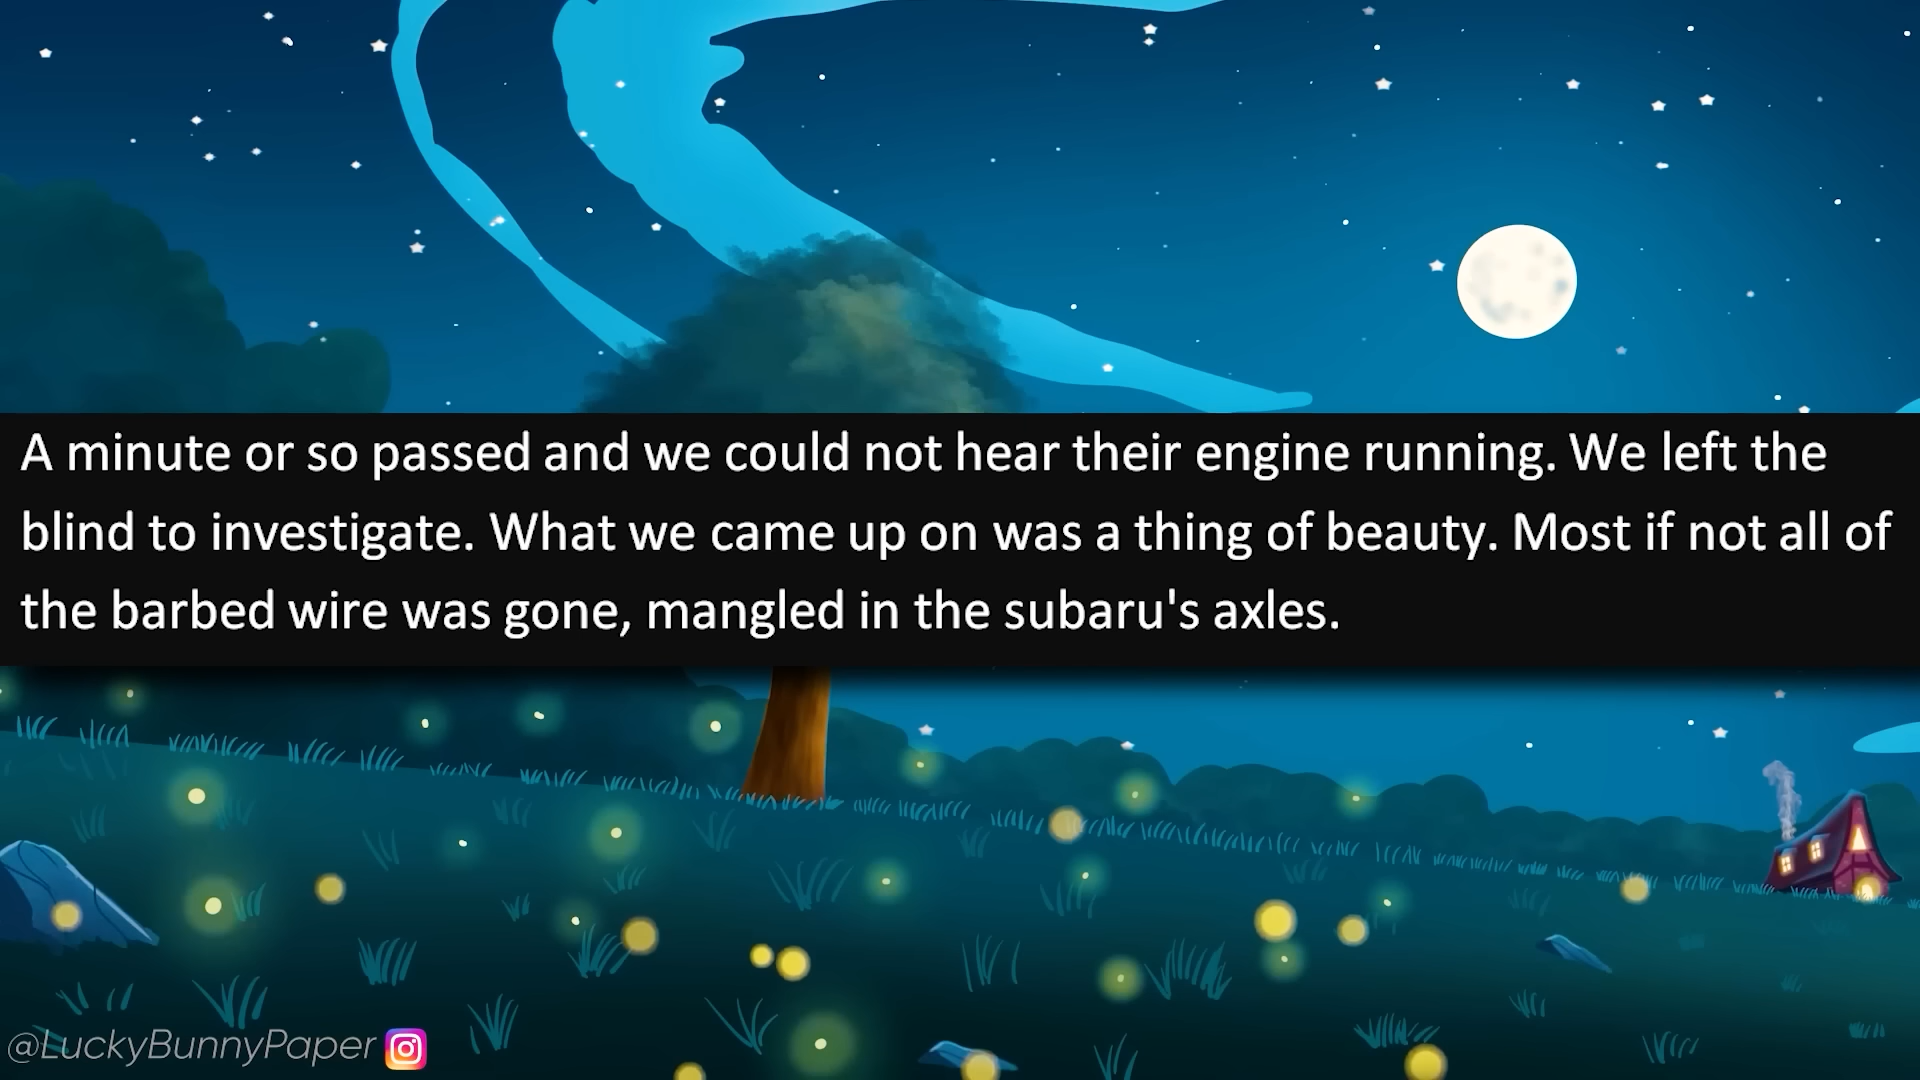 A minute or so passed and we could not hear their engine running. We left the
blind to investigate. What we came up on was a thing of beauty. Most if not all of
the barbed wire was gone, mangled in the subaru's axles.
@LuckyBunnyPaper